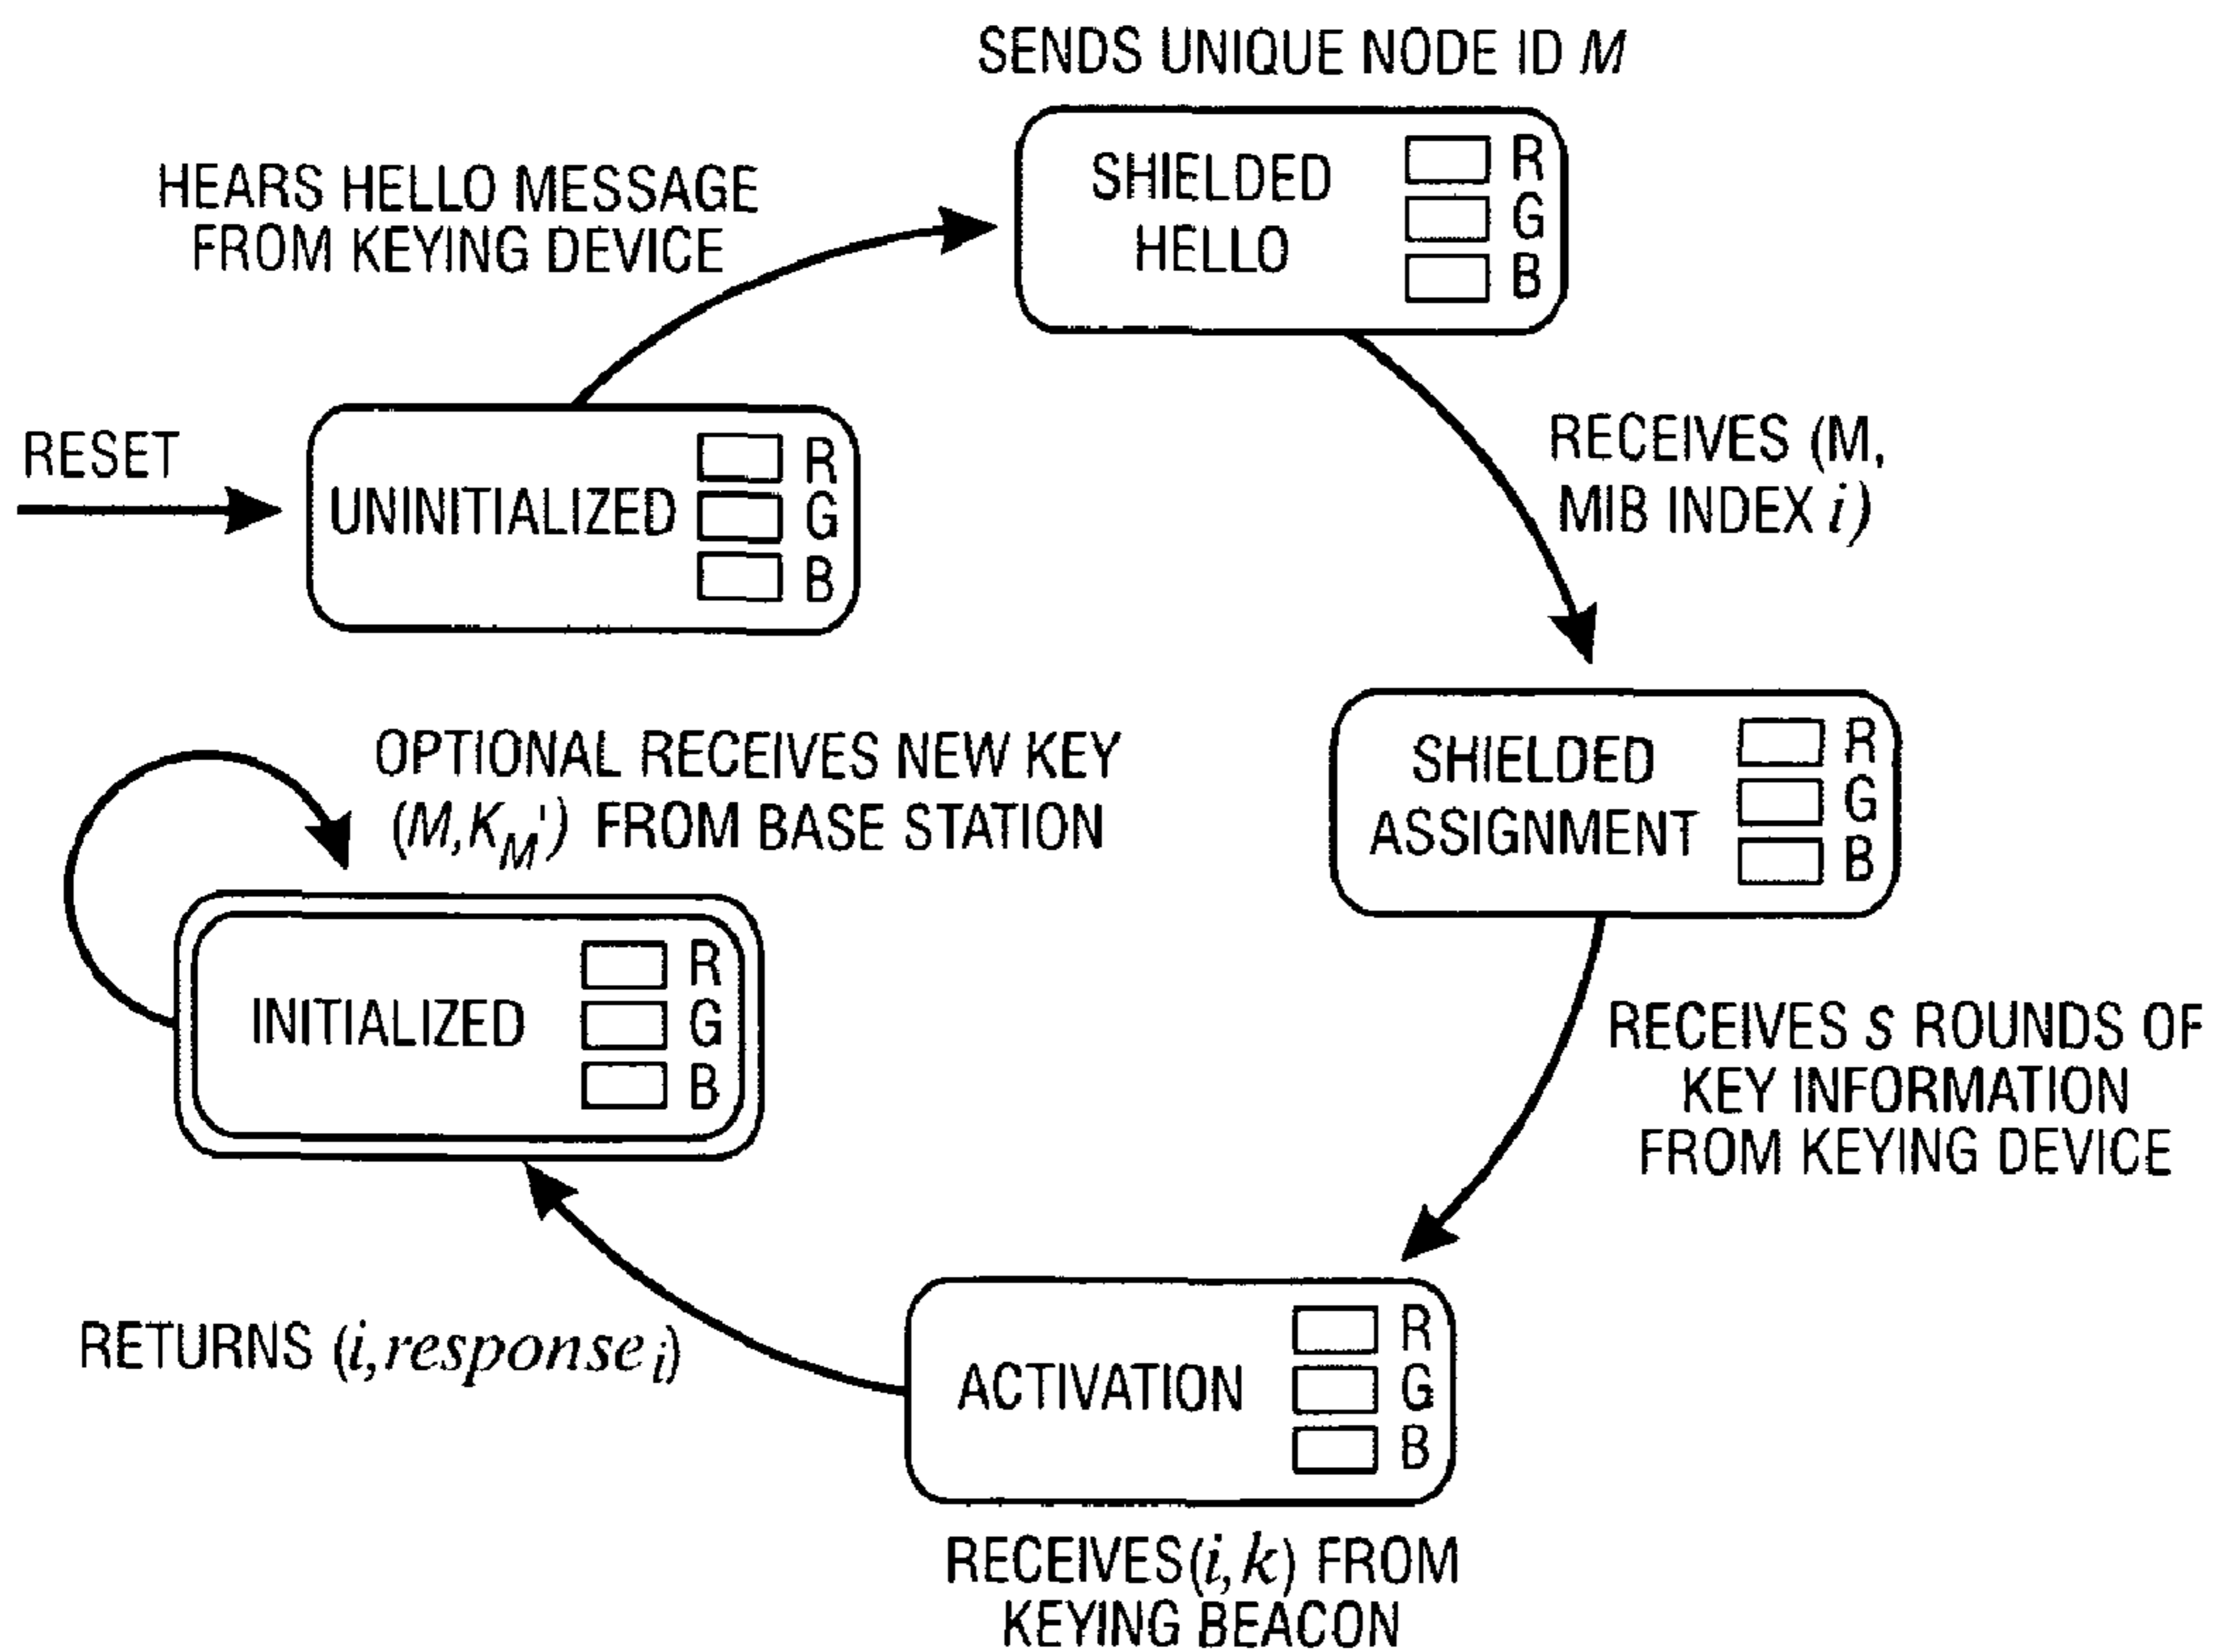 SENDS UNIQUE NODE ID M
SHIELDED
HELLO
R
G
B
HEARS HELLO MESSAGE
FROM KEYING DEVICE
RESET
UNINITIALIZED
R
G
B
RECEIVES (M,
MIB INDEX i)
SHIELDED
ASSIGNMENT
R
G
B
OPTIONAL RECEIVES NEW KEY
(M,K_M') FROM BASE STATION
INITIALIZED
R
G
B
RECEIVES S ROUNDS OF
KEY INFORMATION
FROM KEYING DEVICE
RETURNS (i,response_i)
ACTIVATION
R
G
B
RECEIVES(i,k) FROM
KEYING BEACON